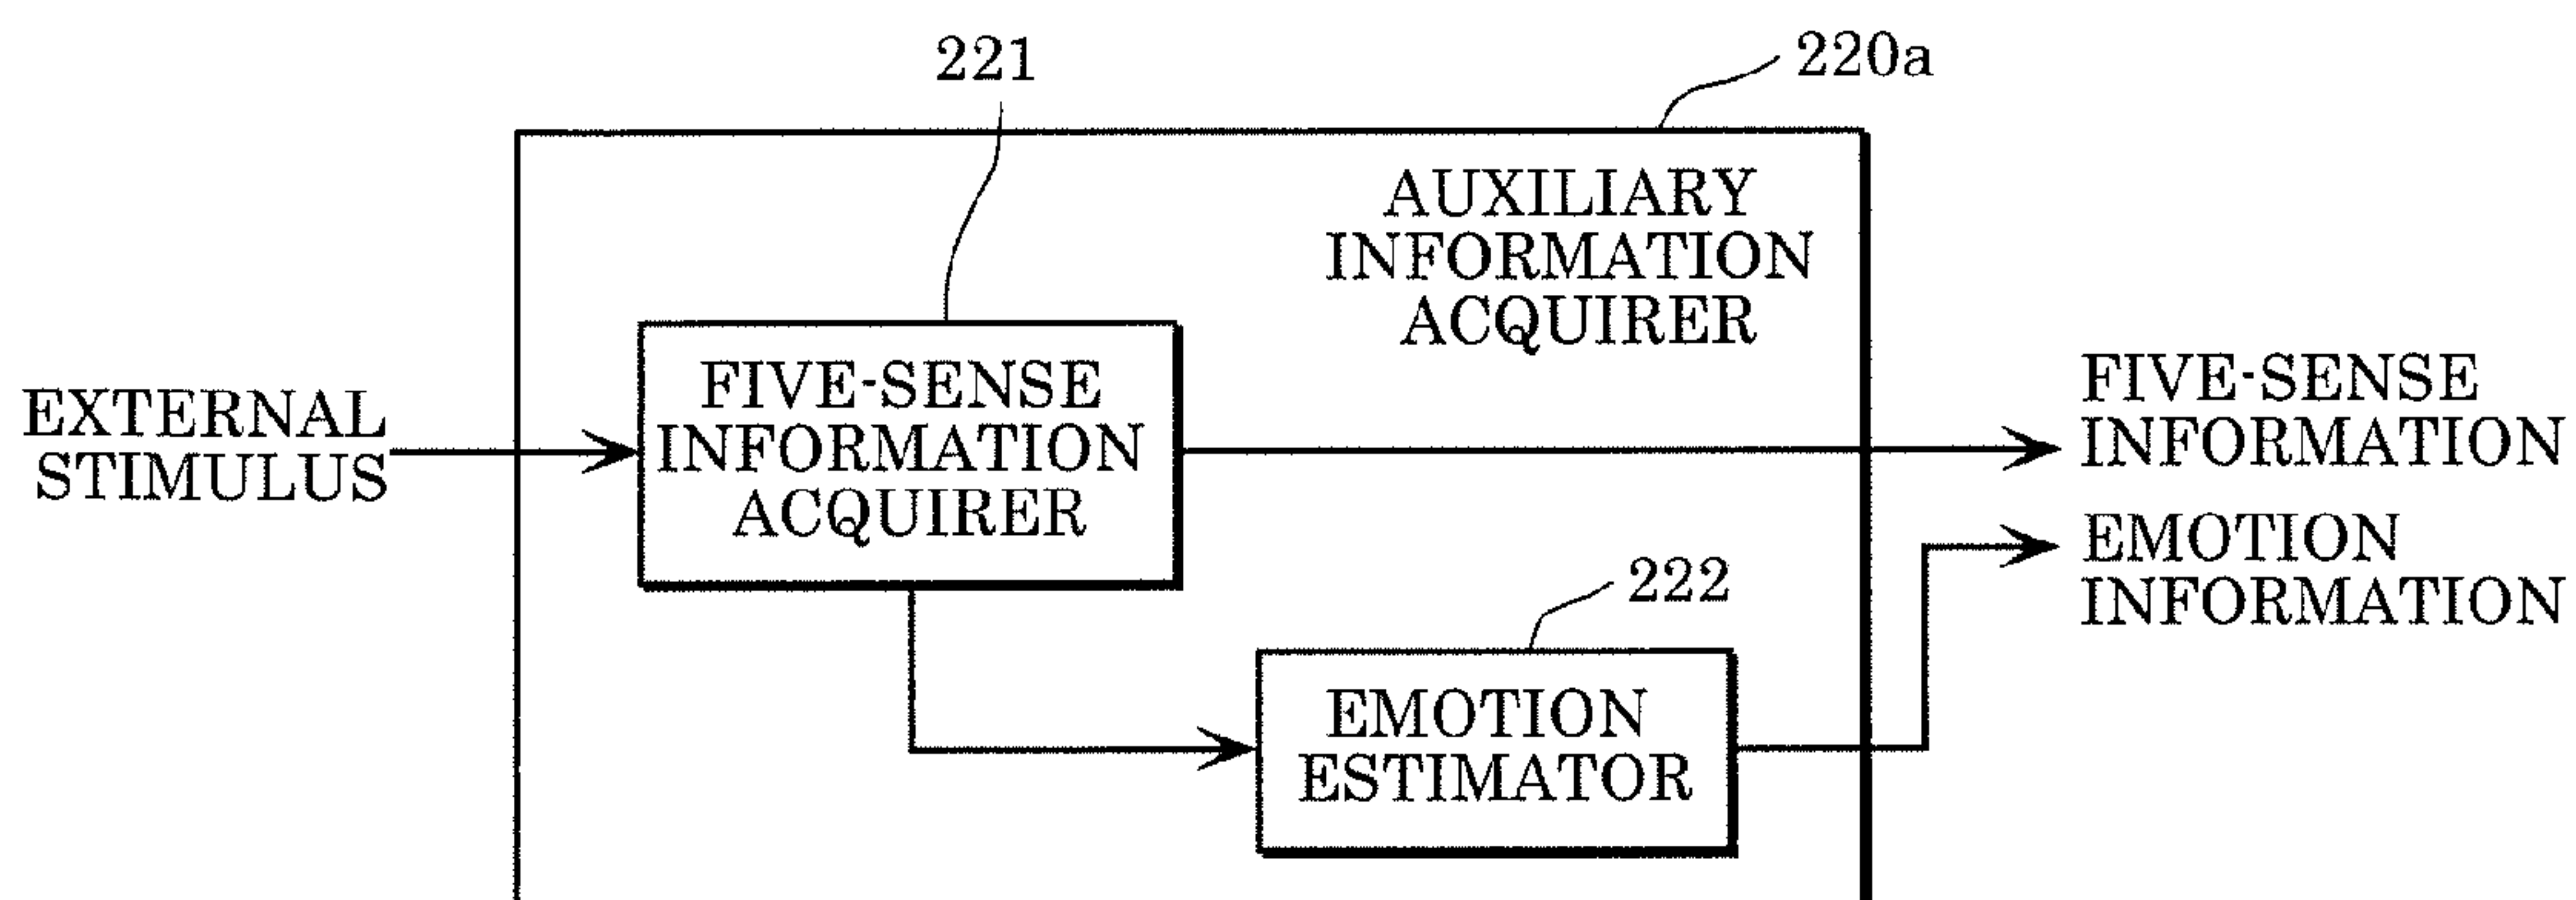 221
220a
AUXILIARY
INFORMATION
ACQUIRER
FIVE-SENSE
INFORMATION
ACQUIRER
EXTERNAL
STIMULUS
FIVE-SENSE
INFORMATION
EMOTION
INFORMATION
222
EMOTION
ESTIMATOR